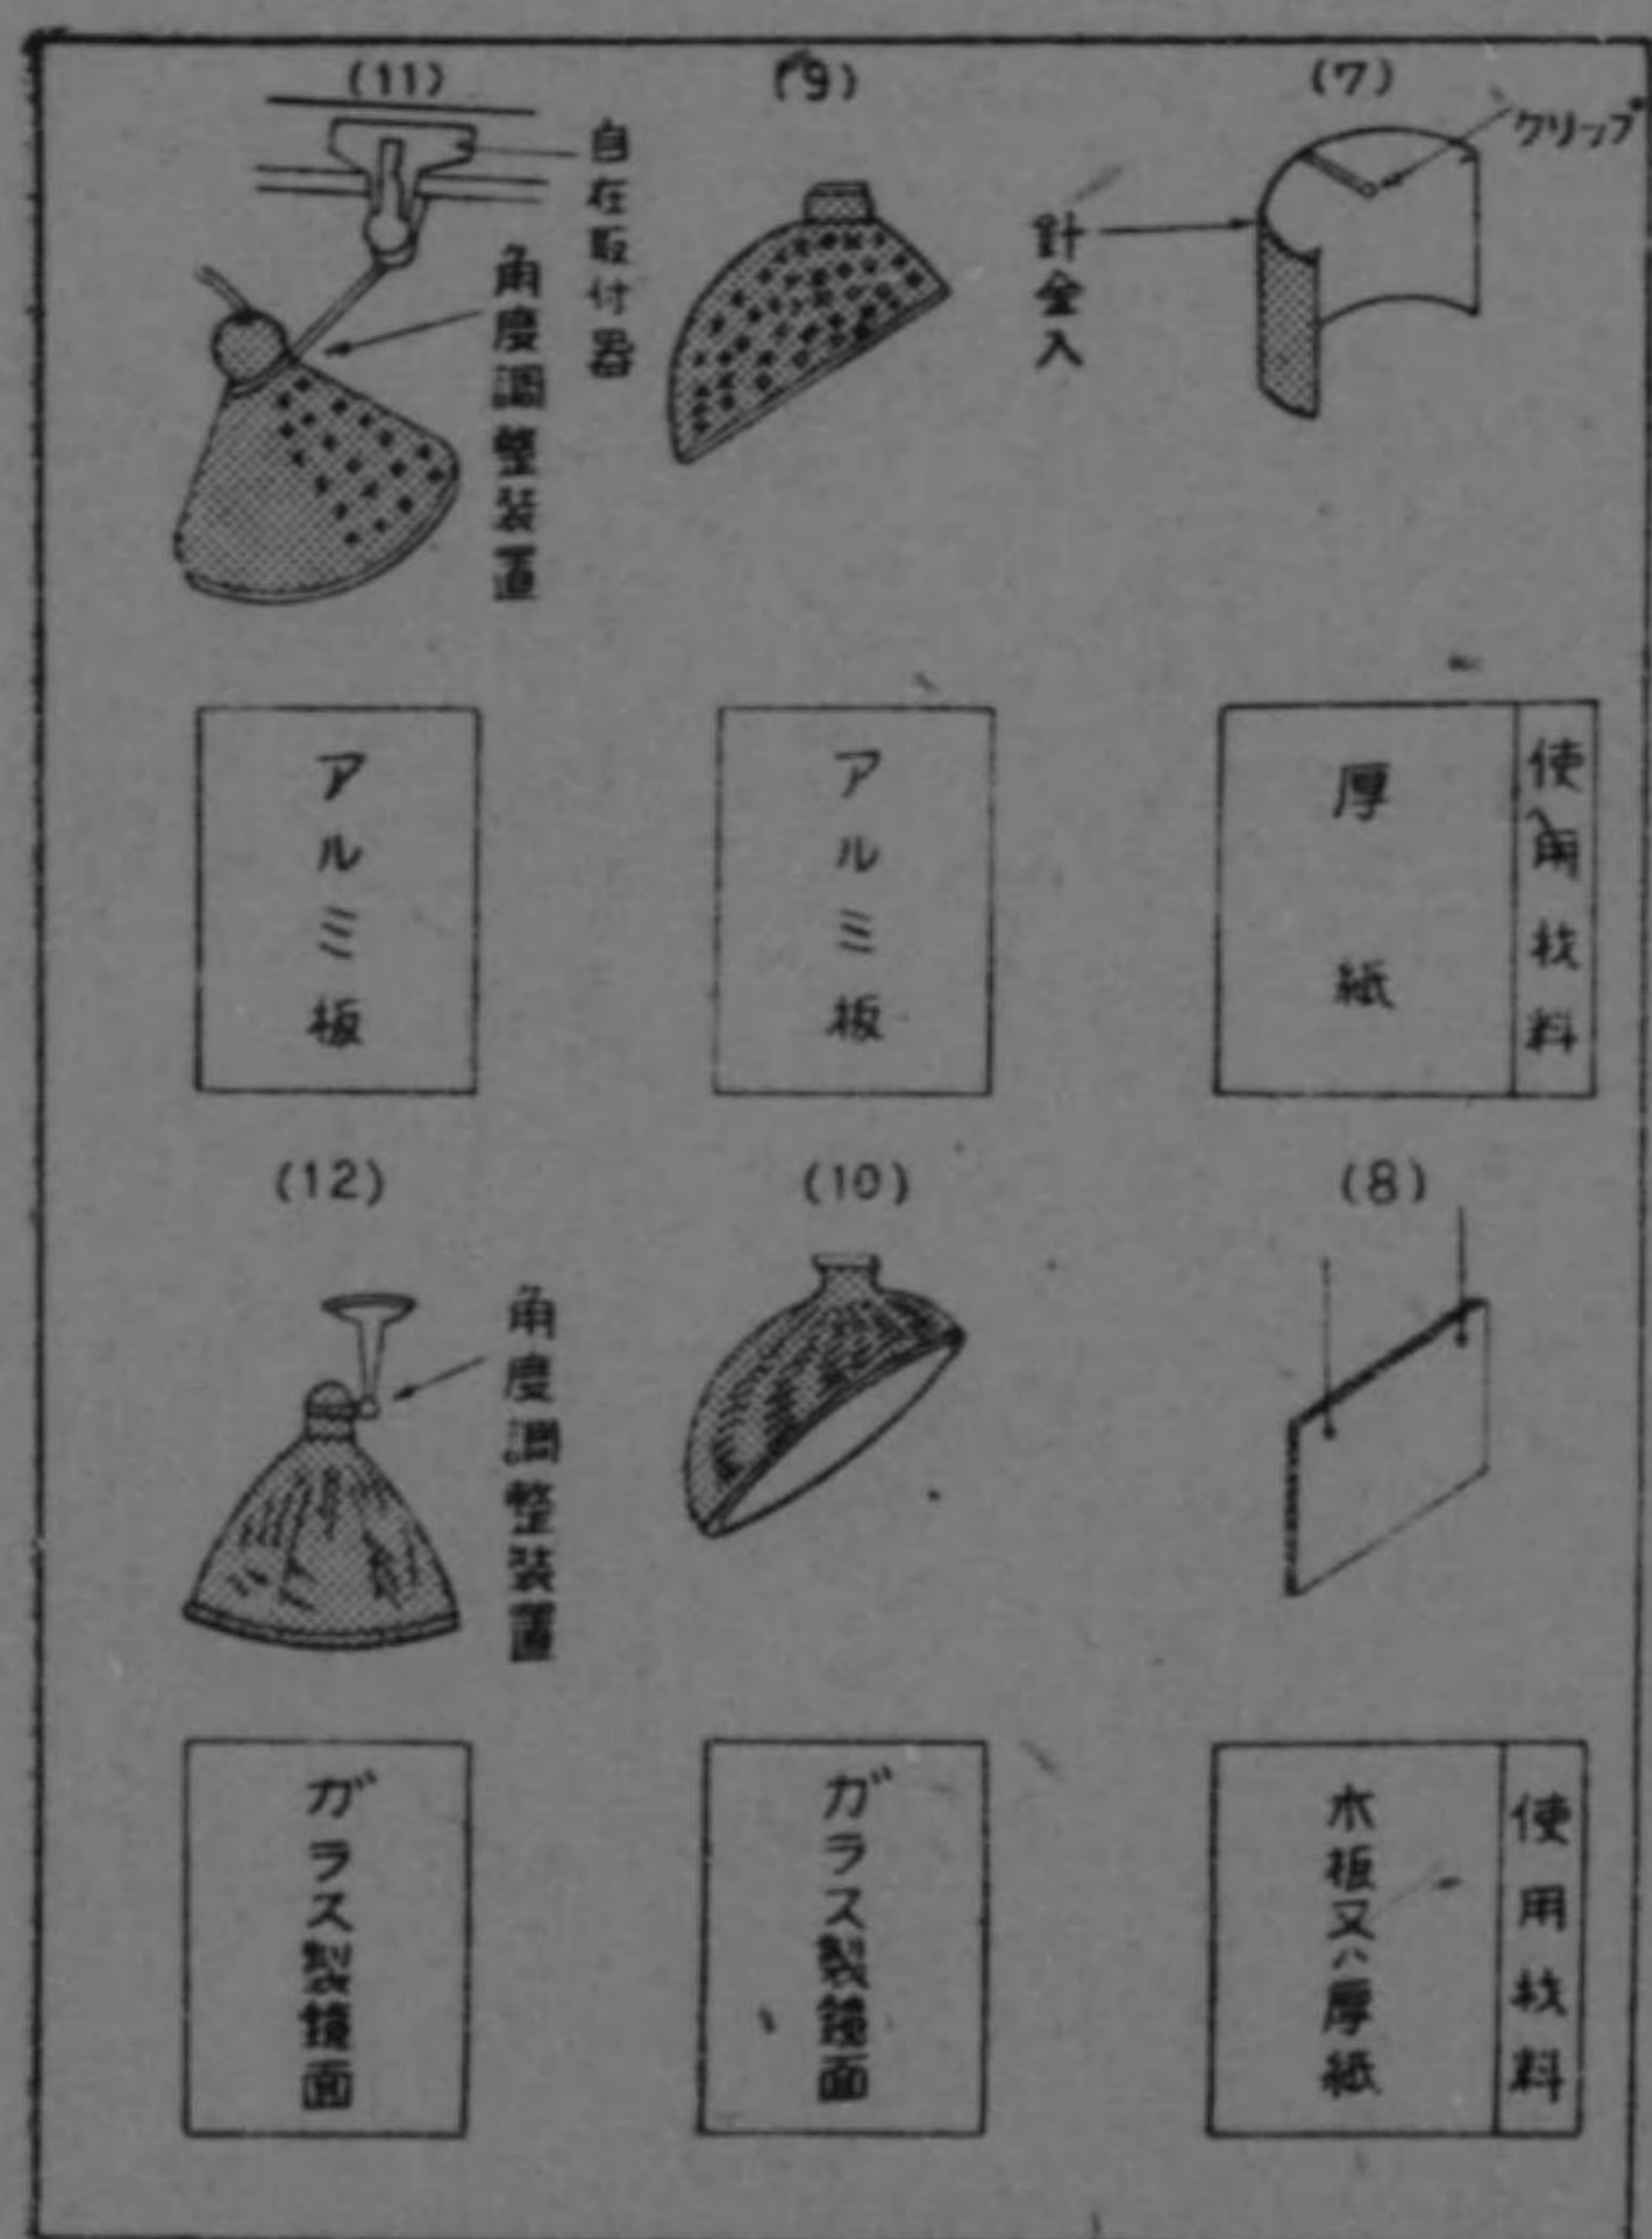 (7)
クリップ
針金入
使用材料
厚紙
(9)
アルミ板
(11)
自在取付器
角度調整装置
アルミ板
(8)
使用材料
木板又ハ厚紙
(10)
ガラス製鏡面
(12)
角度調整装置
ガラス製鏡面